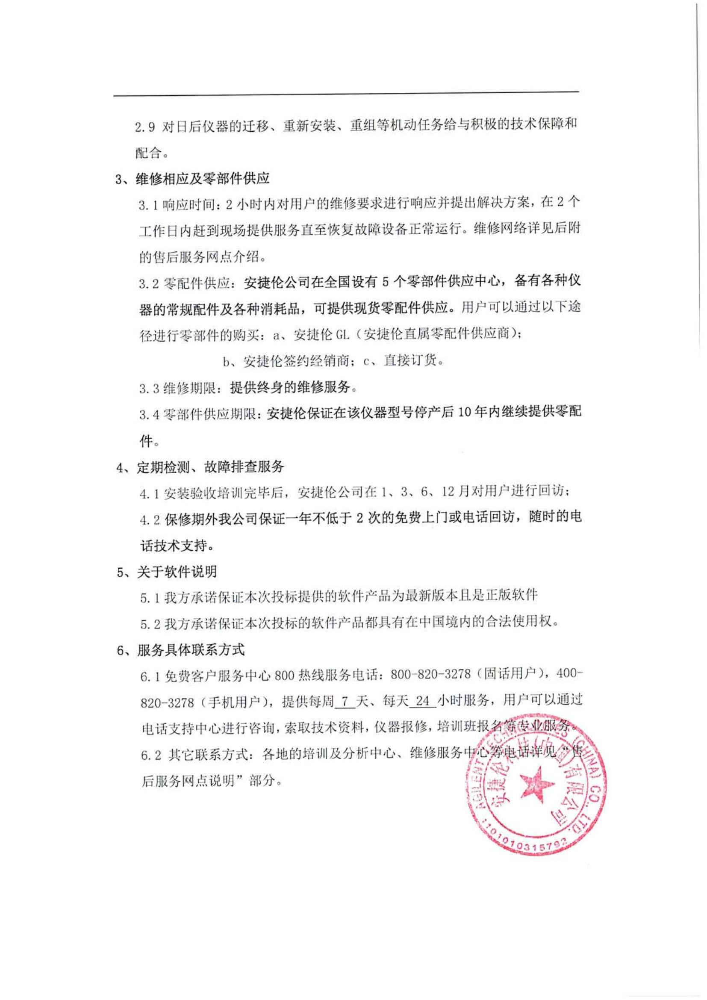 2.9 对日后仪器的迁移、重新安装、重组等机动任务给与积极的技术保障和
配合。
3、维修相应及零部件供应
3.1 响应时间：2 小时内对用户的维修要求进行响应并提出解决方案，在 2 个
工作日内赶到现场提供服务直至恢复故障设备正常运行。维修网络详见后附
的售后服务网点介绍。
3.2 零配件供应：安捷伦公司在全国设有 5 个零部件供应中心，备有各种仪
器的常规配件及各种消耗品，可提供现货零配件供应。用户可以通过以下途
径进行零部件的购买：a、安捷伦 GL（安捷伦直属零配件供应商）；
b、安捷伦签约经销商；c、直接订货。
3.3 维修期限：提供终身的维修服务。
3.4 零部件供应期限：安捷伦保证在该仪器型号停产后 10 年内继续提供零配
件。
4、定期检测、故障排查服务
4.1 安装验收培训完毕后，安捷伦公司在 1、3、6、12 月对用户进行回访；
4.2 保修期外我公司保证一年不低于 2 次的免费上门或电话回访，随时的电
话技术支持。
5、关于软件说明
5.1 我方承诺保证本次投标提供的软件产品为最新版本且是正版软件
5.2 我方承诺保证本次投标的软件产品都具有在中国境内的合法使用权。
6、服务具体联系方式
6.1 免费客户服务中心 800 热线服务电话：800-820-3278（固话用户），400-
820-3278（手机用户），提供每周 7 天、每天 24 小时服务，用户可以通过
电话支持中心进行咨询，索取技术资料，仪器报修，培训班报名等专业服务。
6.2 其它联系方式：各地的培训及分析中心、维修服务中心等电话详见“售
后服务网点说明”部分。
AGILENT TECHNOLOGIES (CHINA) CO., LTD.
安捷伦科技(中国)有限公司
1101010315792